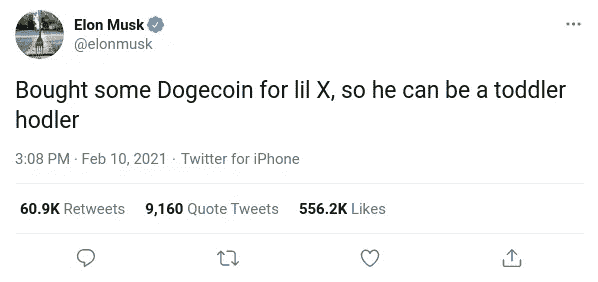 Elon Musk
@elonmusk
Bought some Dogecoin for lil X, so he can be a toddler
hodler
3:08 PM · Feb 10, 2021 · Twitter for iPhone
60.9K Retweets 9,160 Quote Tweets 556.2K Likes